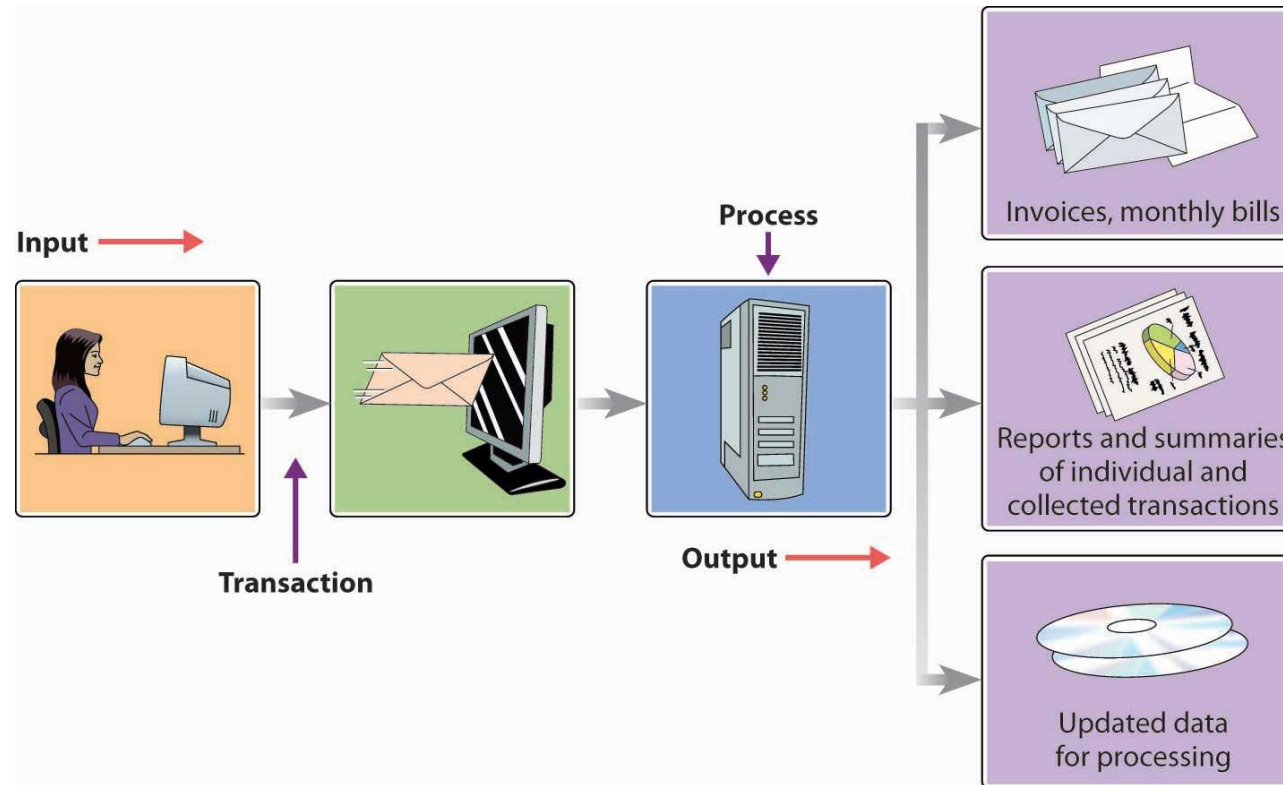 Input
Transaction
Process
Output
Invoices, monthly bills
Reports and summaries
of individual and
collected transactions
Updated data
for processing